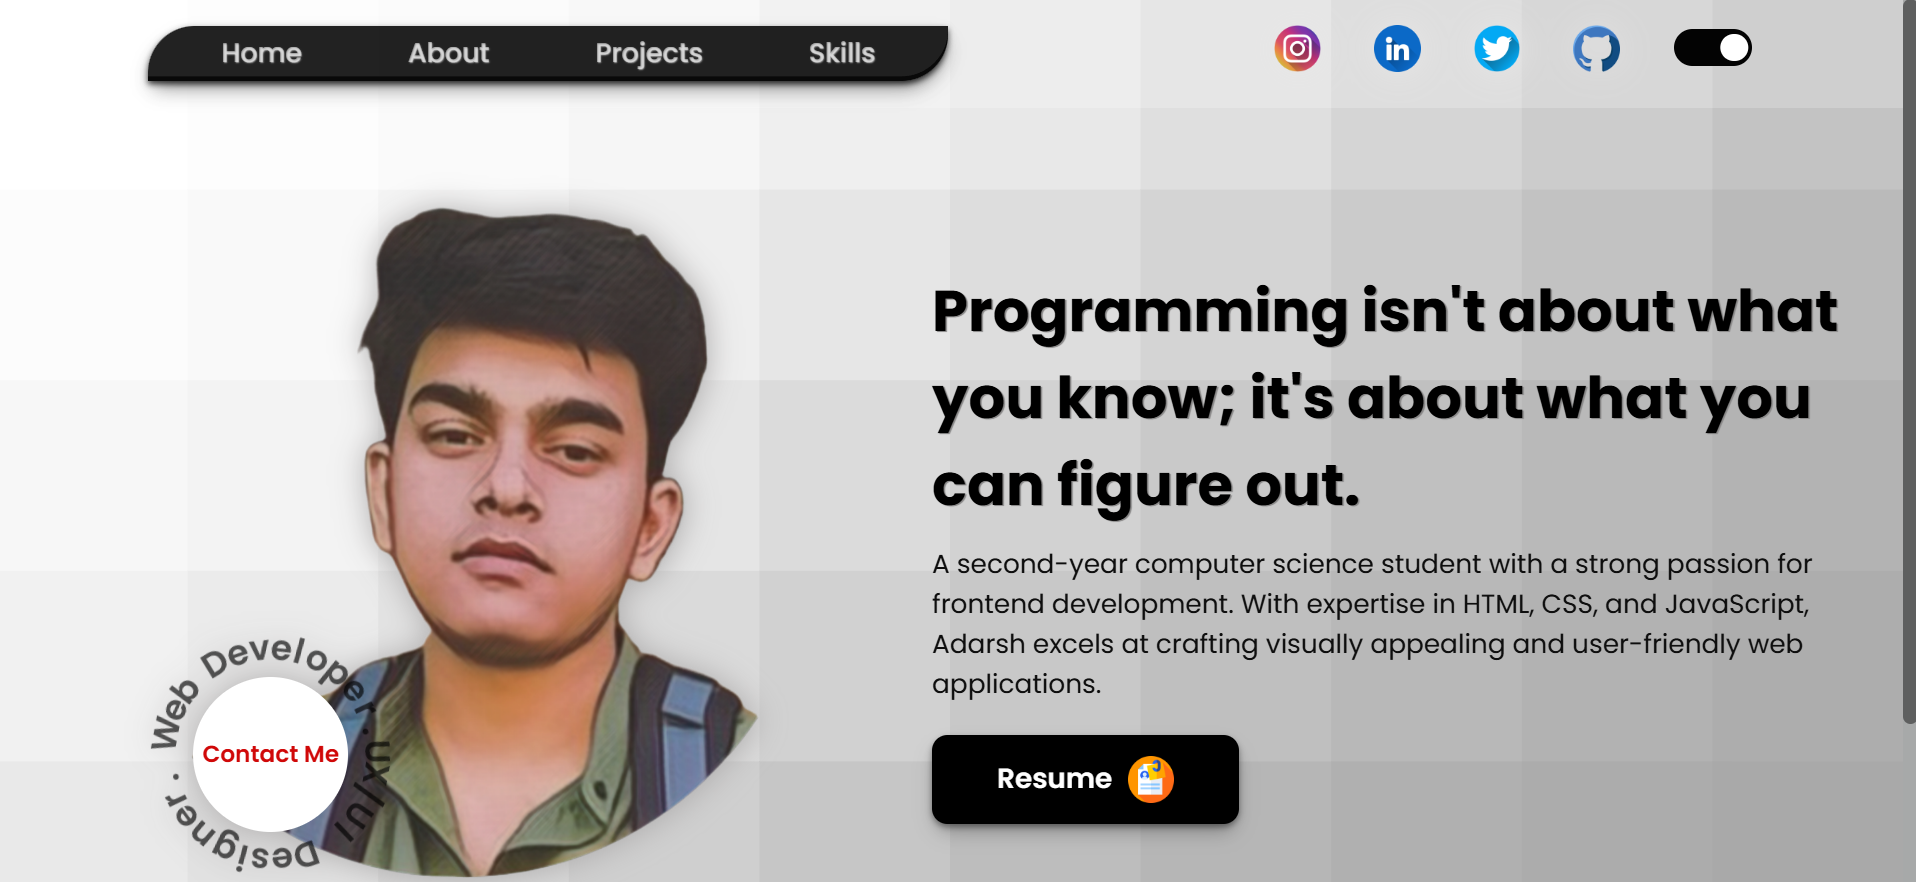 Home About Projects Skills
Programming isn't about what
you know; it's about what you
can figure out.
A second-year computer science student with a strong passion for
frontend development. With expertise in HTML, CSS, and JavaScript,
Adarsh excels at crafting visually appealing and user-friendly web
applications.
Resume
Web Developer · UX/UI Designer ·
Contact Me